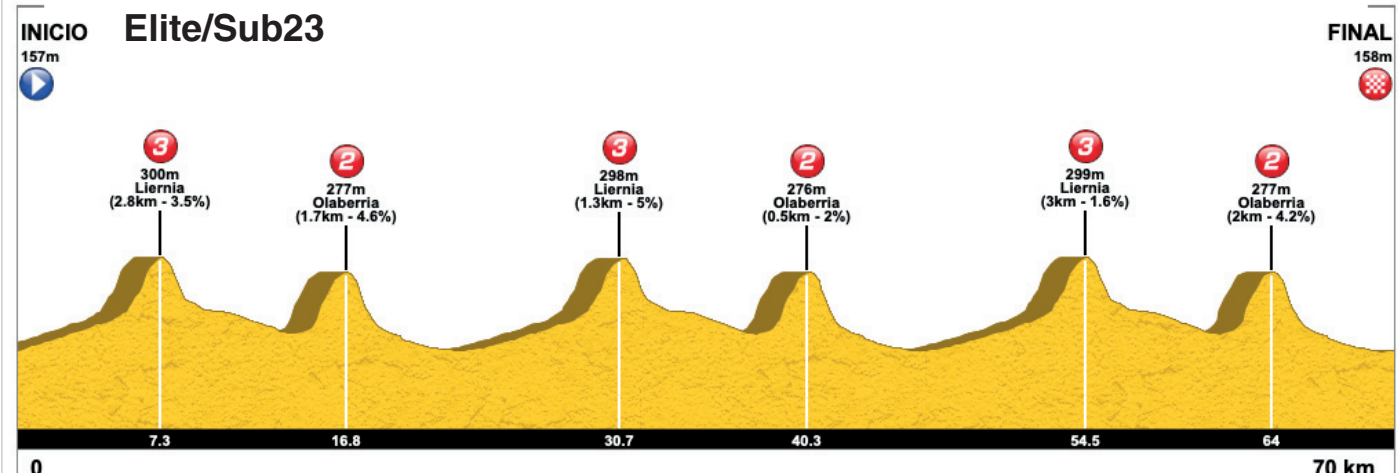 INICIO
157m
Elite/Sub23
FINAL
158m
3
300m
Liernia
(2.8km - 3.5%)
2
277m
Olaberria
(1.7km - 4.6%)
3
298m
Liernia
(1.3km - 5%)
2
276m
Olaberria
(0.5km - 2%)
3
299m
Liernia
(3km - 1.6%)
2
277m
Olaberria
(2km - 4.2%)
7.3
16.8
30.7
40.3
54.5
64
0
70 km